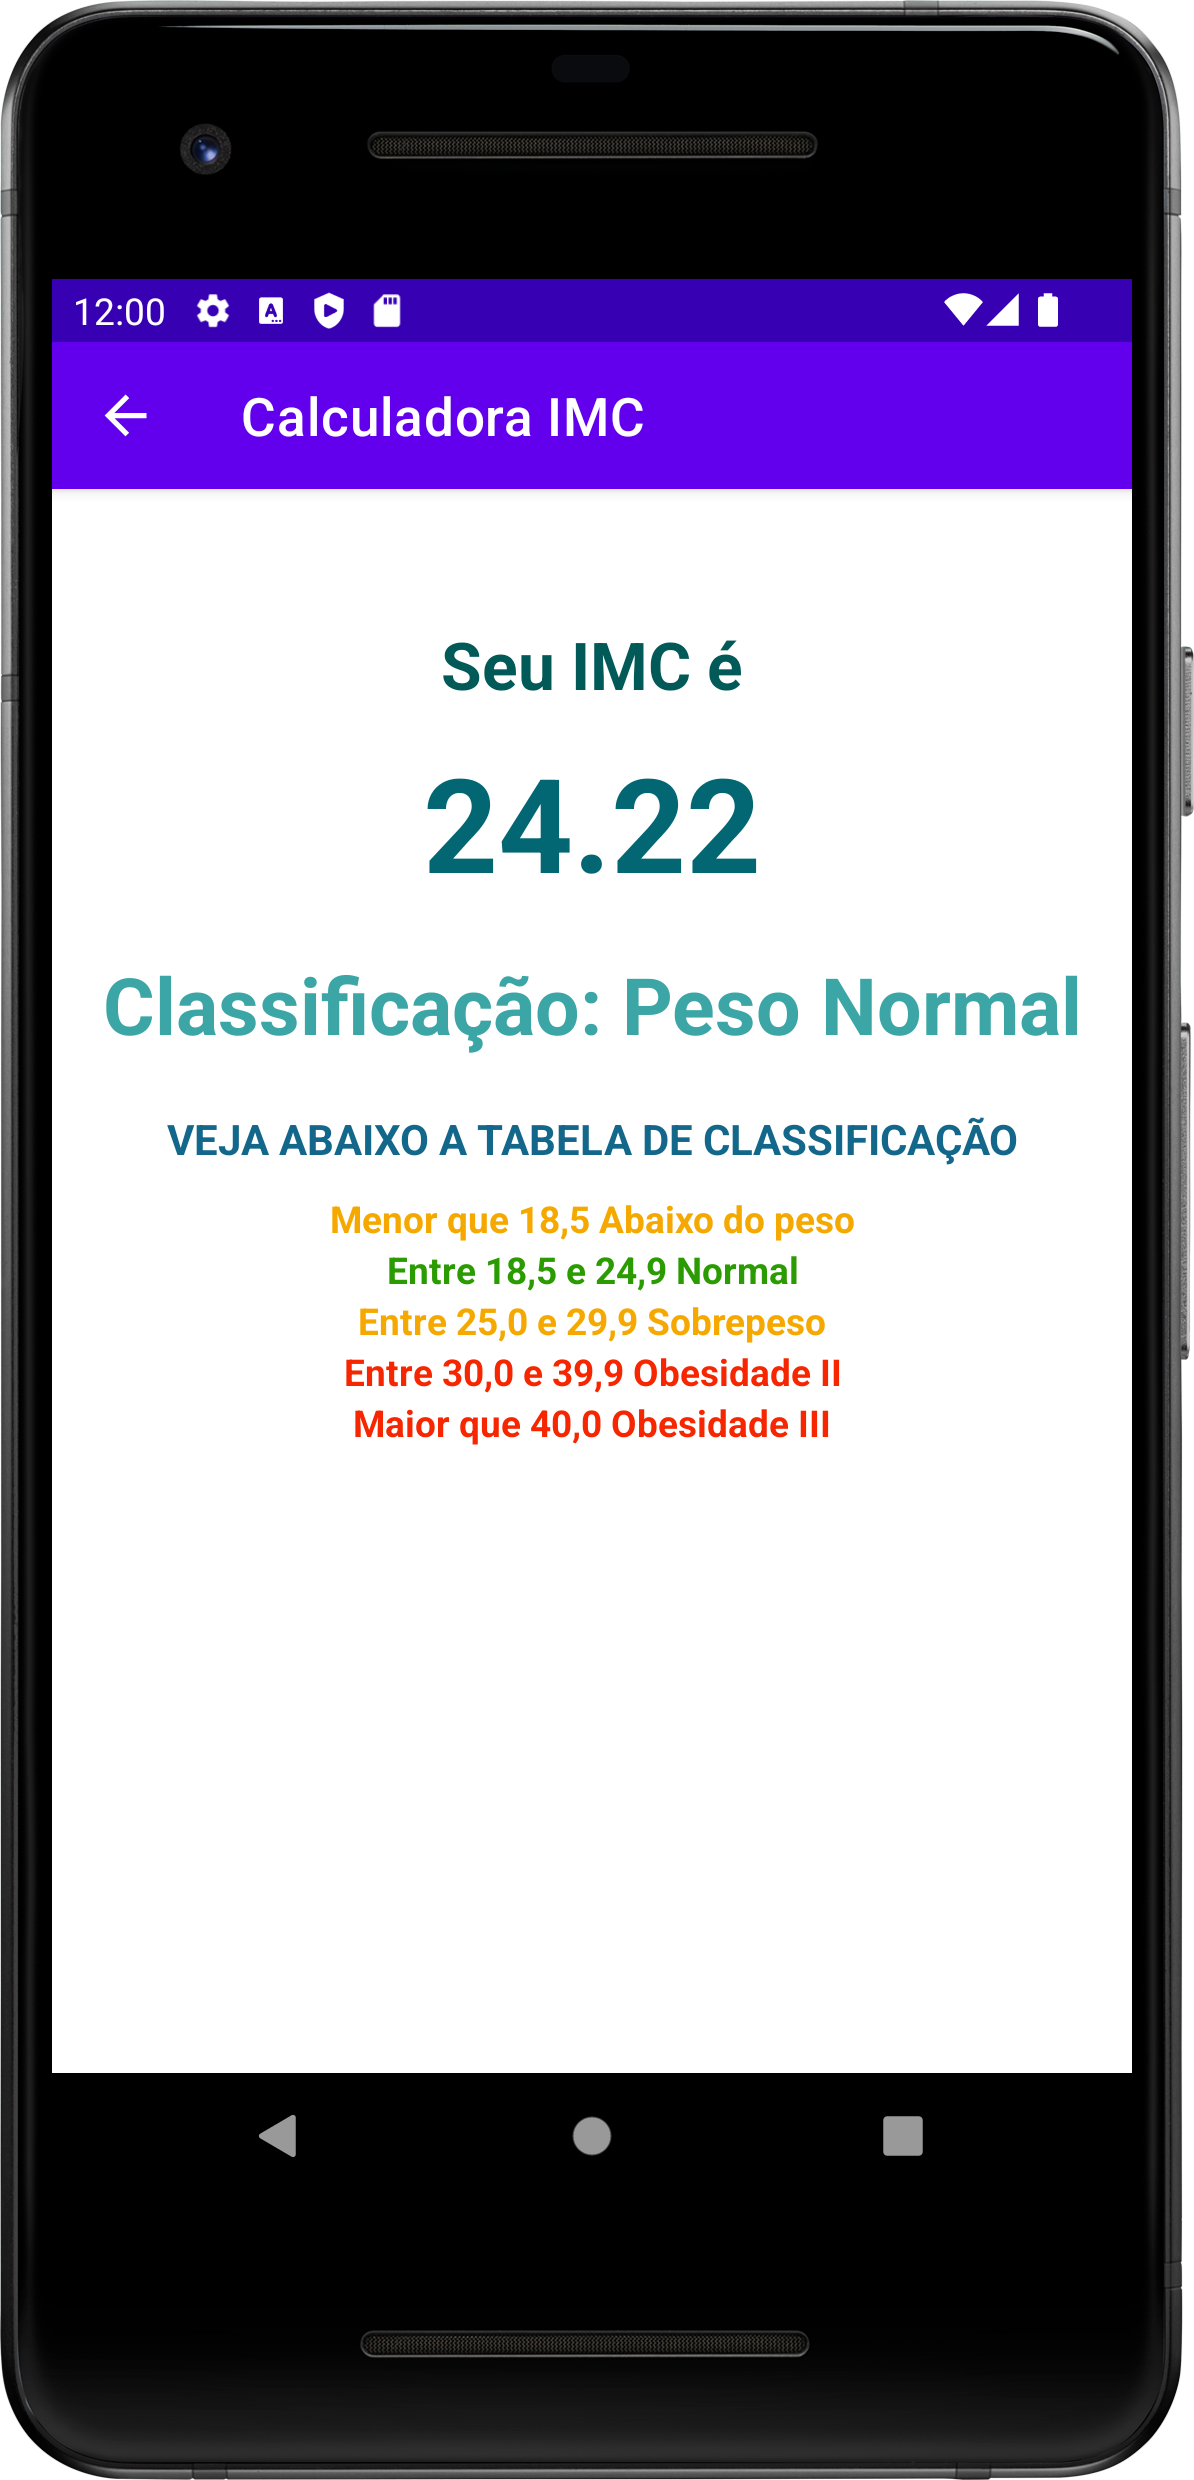 12:00
Calculadora IMC
Seu IMC é
24.22
Classificação: Peso Normal
VEJA ABAIXO A TABELA DE CLASSIFICAÇÃO
Menor que 18,5 Abaixo do peso
Entre 18,5 e 24,9 Normal
Entre 25,0 e 29,9 Sobrepeso
Entre 30,0 e 39,9 Obesidade II
Maior que 40,0 Obesidade III